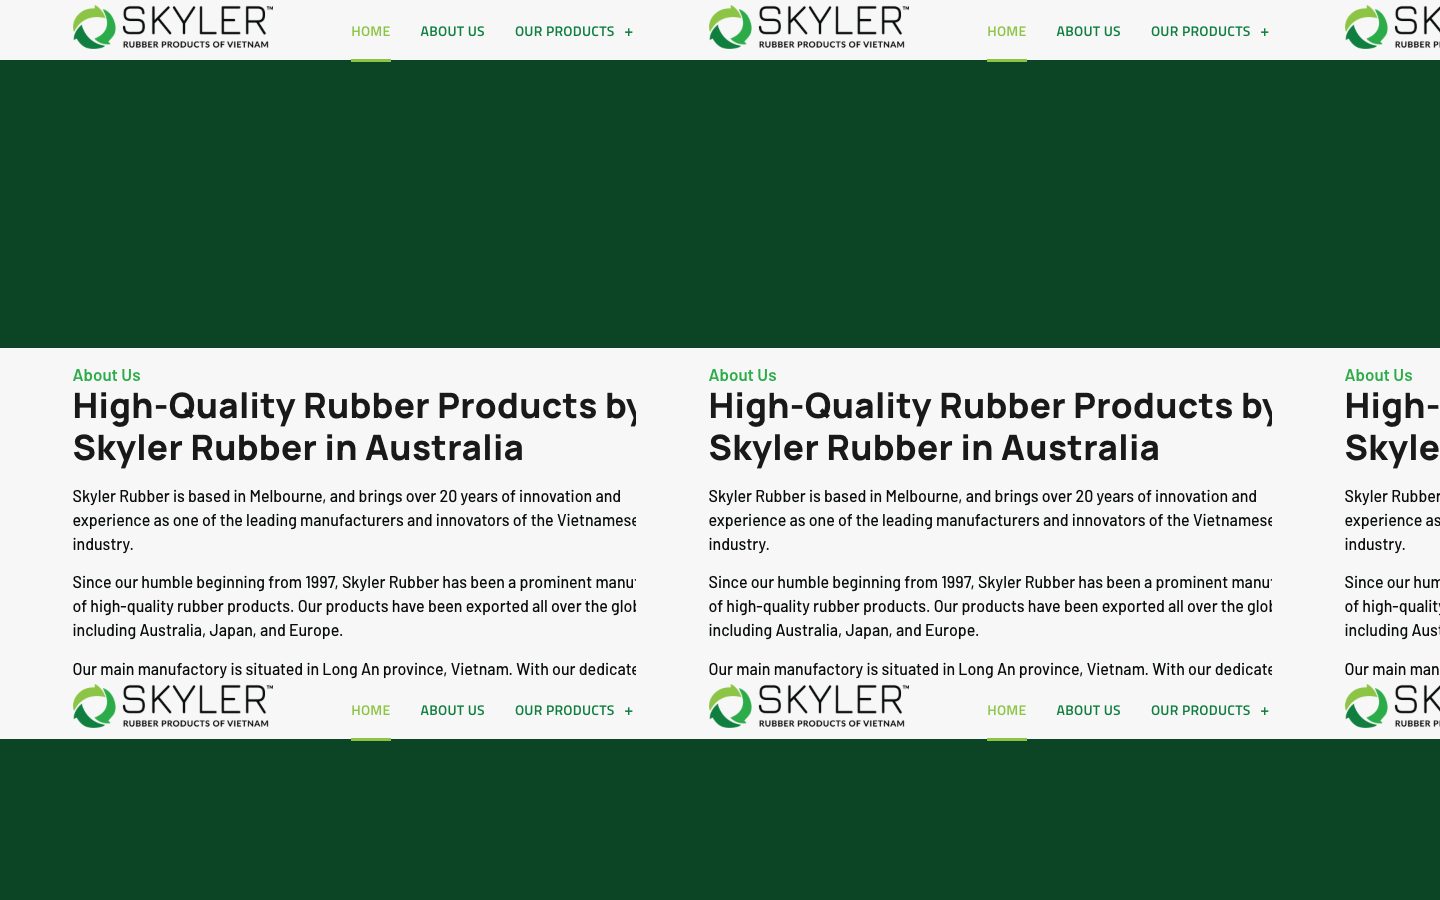 SKYLER™ HOME ABOUT US OUR PRODUCTS + SKYLER™ HOME ABOUT US OUR PRODUCTS + SK
RUBBER PRODUCTS OF VIETNAM RUBBER PRODUCTS OF VIETNAM RUBBER P
About Us About Us About Us
High-Quality Rubber Products by High-Quality Rubber Products by High-
Skyler Rubber in Australia Skyler Rubber in Australia Skyle
Skyler Rubber is based in Melbourne, and brings over 20 years of innovation and Skyler Rubber is based in Melbourne, and brings over 20 years of innovation and Skyler Rubber
experience as one of the leading manufacturers and innovators of the Vietnamese experience as one of the leading manufacturers and innovators of the Vietnamese experience as
industry. industry. industry.
Since our humble beginning from 1997, Skyler Rubber has been a prominent manu Since our humble beginning from 1997, Skyler Rubber has been a prominent manu Since our hum
of high-quality rubber products. Our products have been exported all over the glob of high-quality rubber products. Our products have been exported all over the glob of high-quality
including Australia, Japan, and Europe. including Australia, Japan, and Europe. including Aust
Our main manufactory is situated in Long An province, Vietnam. With our dedicate Our main manufactory is situated in Long An province, Vietnam. With our dedicate Our main man
SKYLER™ HOME ABOUT US OUR PRODUCTS + SKYLER™ HOME ABOUT US OUR PRODUCTS + SK
RUBBER PRODUCTS OF VIETNAM RUBBER PRODUCTS OF VIETNAM RUBBER P